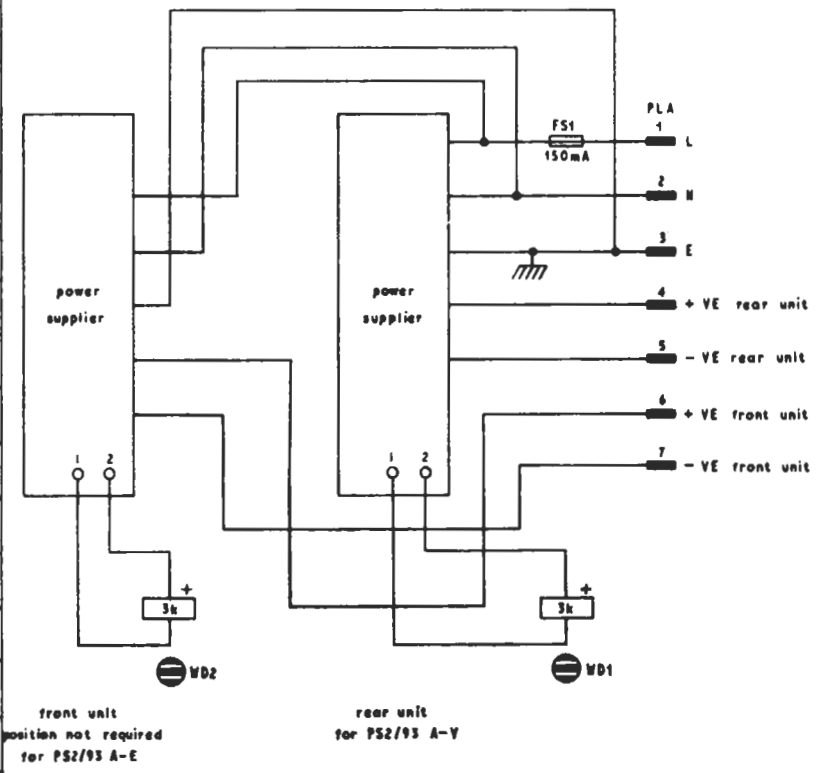 PLA
FS1
1
L
150mA
2
N
3
E
power
supplier
power
supplier
4
+ VE rear unit
5
- VE rear unit
6
+ VE front unit
7
- VE front unit
1 2
1 2
+
3k
+
3k
WD2
WD1
front unit
position not required
for PS2/93 A-E
rear unit
for PS2/93 A-Y